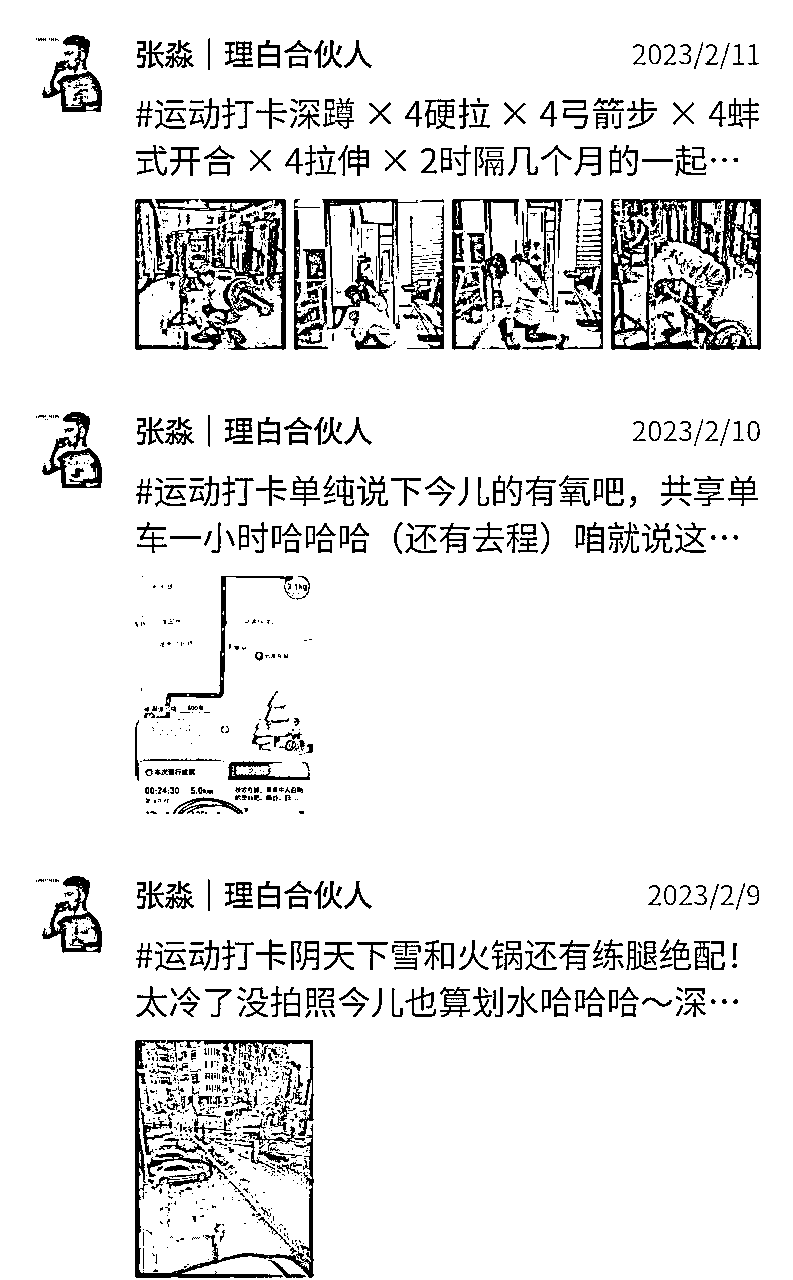 张淼｜理白合伙人 2023/2/11
#运动打卡深蹲 × 4硬拉 × 4弓箭步 × 4蚌
式开合 × 4拉伸 × 2时隔几个月的一起…
张淼｜理白合伙人 2023/2/10
#运动打卡单纯说下今儿的有氧吧，共享单
车一小时哈哈哈（还有去程）咱就说这…
00:24:30 5.0km
张淼｜理白合伙人 2023/2/9
#运动打卡阴天下雪和火锅还有练腿绝配！
太冷了没拍照今儿也算划水哈哈哈～深…